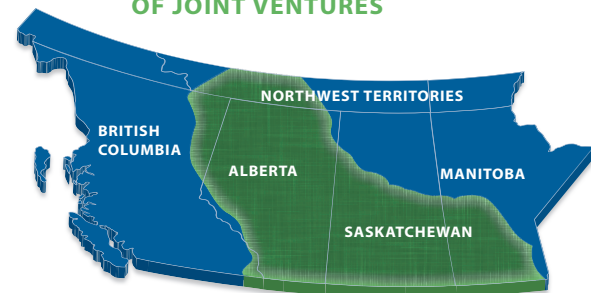 OF JOINT VENTURES
NORTHWEST TERRITORIES
BRITISH
COLUMBIA
ALBERTA
MANITOBA
SASKATCHEWAN